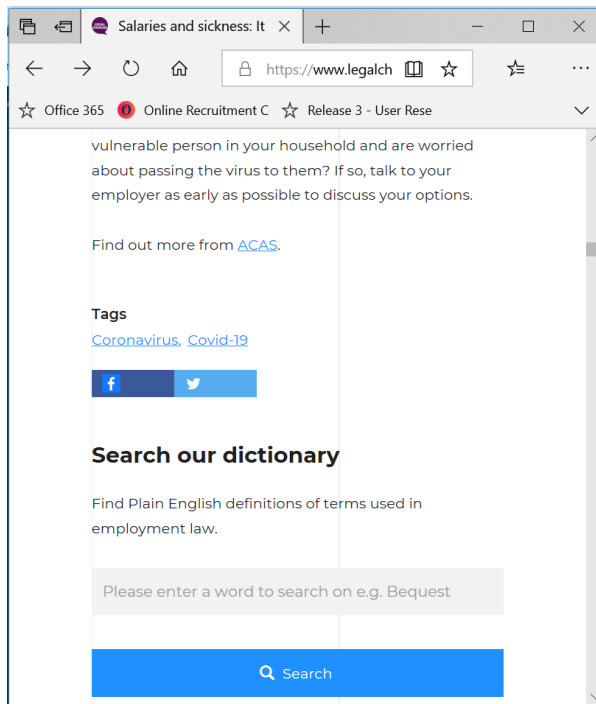 Salaries and sickness: It
https://www.legalch
Office 365 Online Recruitment C Release 3 - User Rese
vulnerable person in your household and are worried
about passing the virus to them? If so, talk to your
employer as early as possible to discuss your options.
Find out more from ACAS.
Tags
Coronavirus, Covid-19
Search our dictionary
Find Plain English definitions of terms used in
employment law.
Please enter a word to search on e.g. Bequest
Search